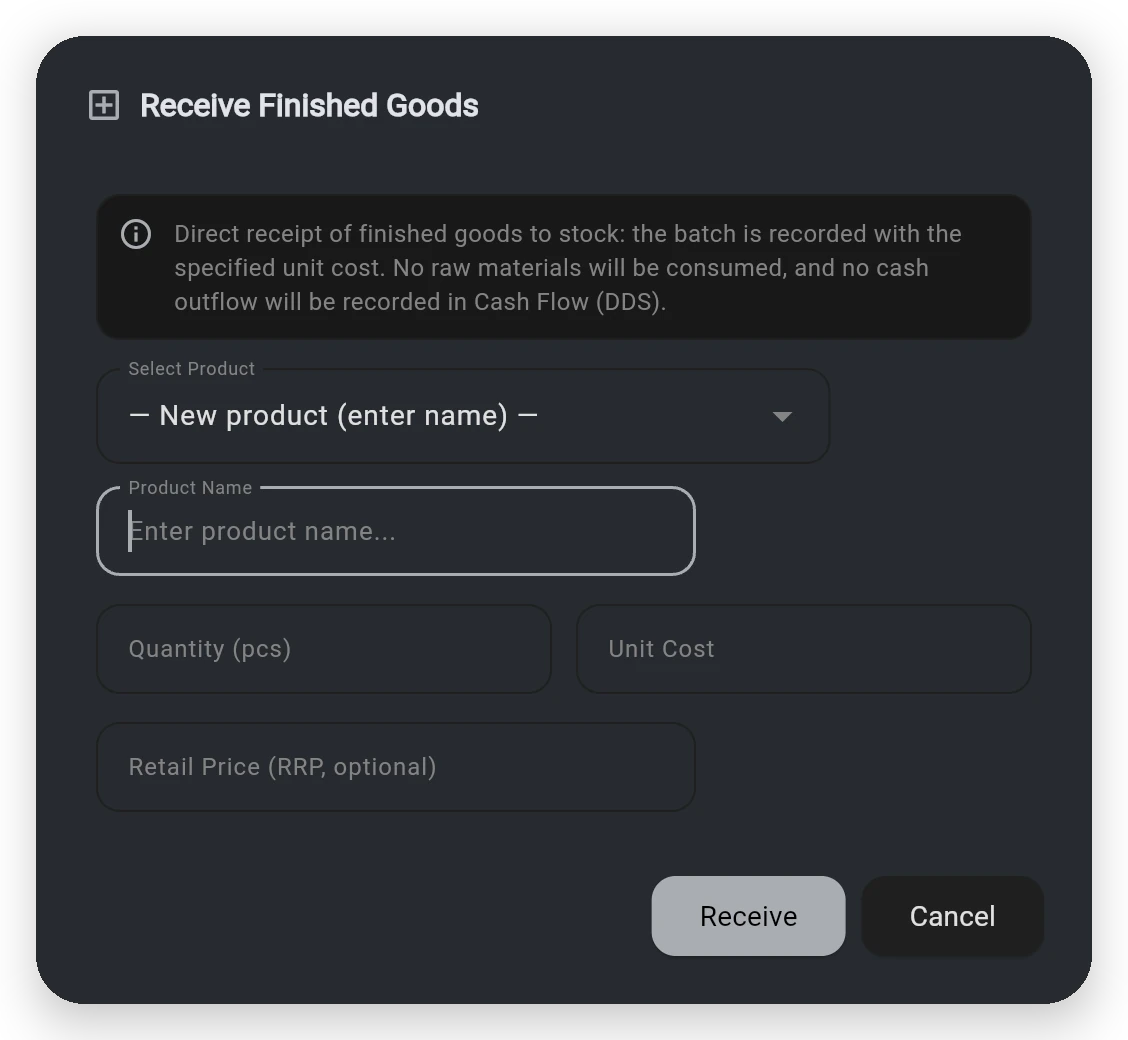 Receive Finished Goods
Direct receipt of finished goods to stock: the batch is recorded with the
specified unit cost. No raw materials will be consumed, and no cash
outflow will be recorded in Cash Flow (DDS).
Select Product
— New product (enter name) —
Product Name
Enter product name...
Quantity (pcs)
Unit Cost
Retail Price (RRP, optional)
Receive
Cancel